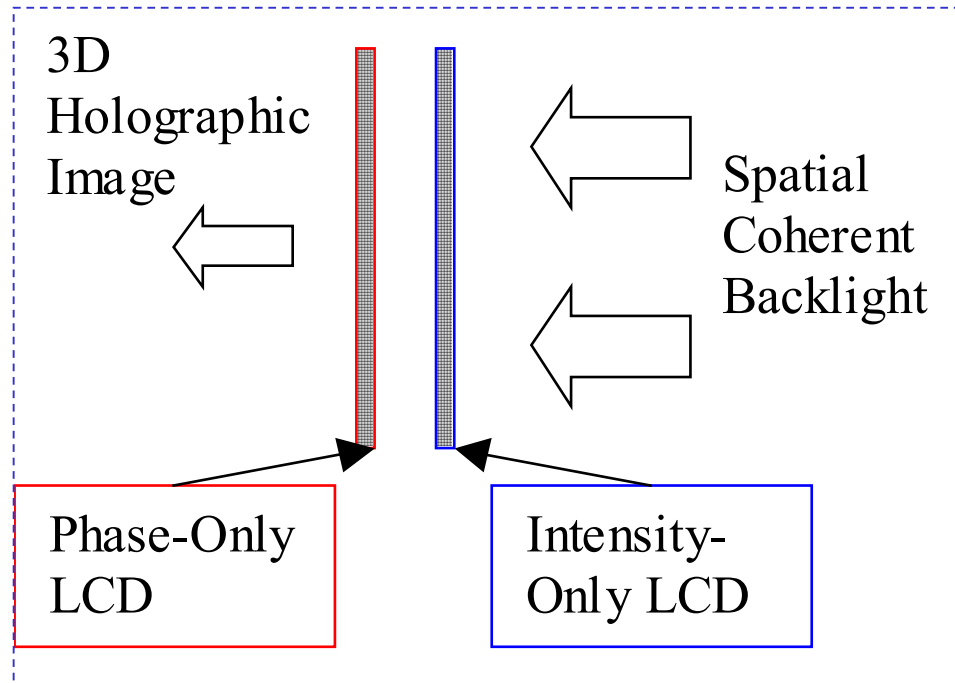 3D
Holographic
Image
Spatial
Coherent
Backlight
Phase-Only
LCD
Intensity-
Only LCD